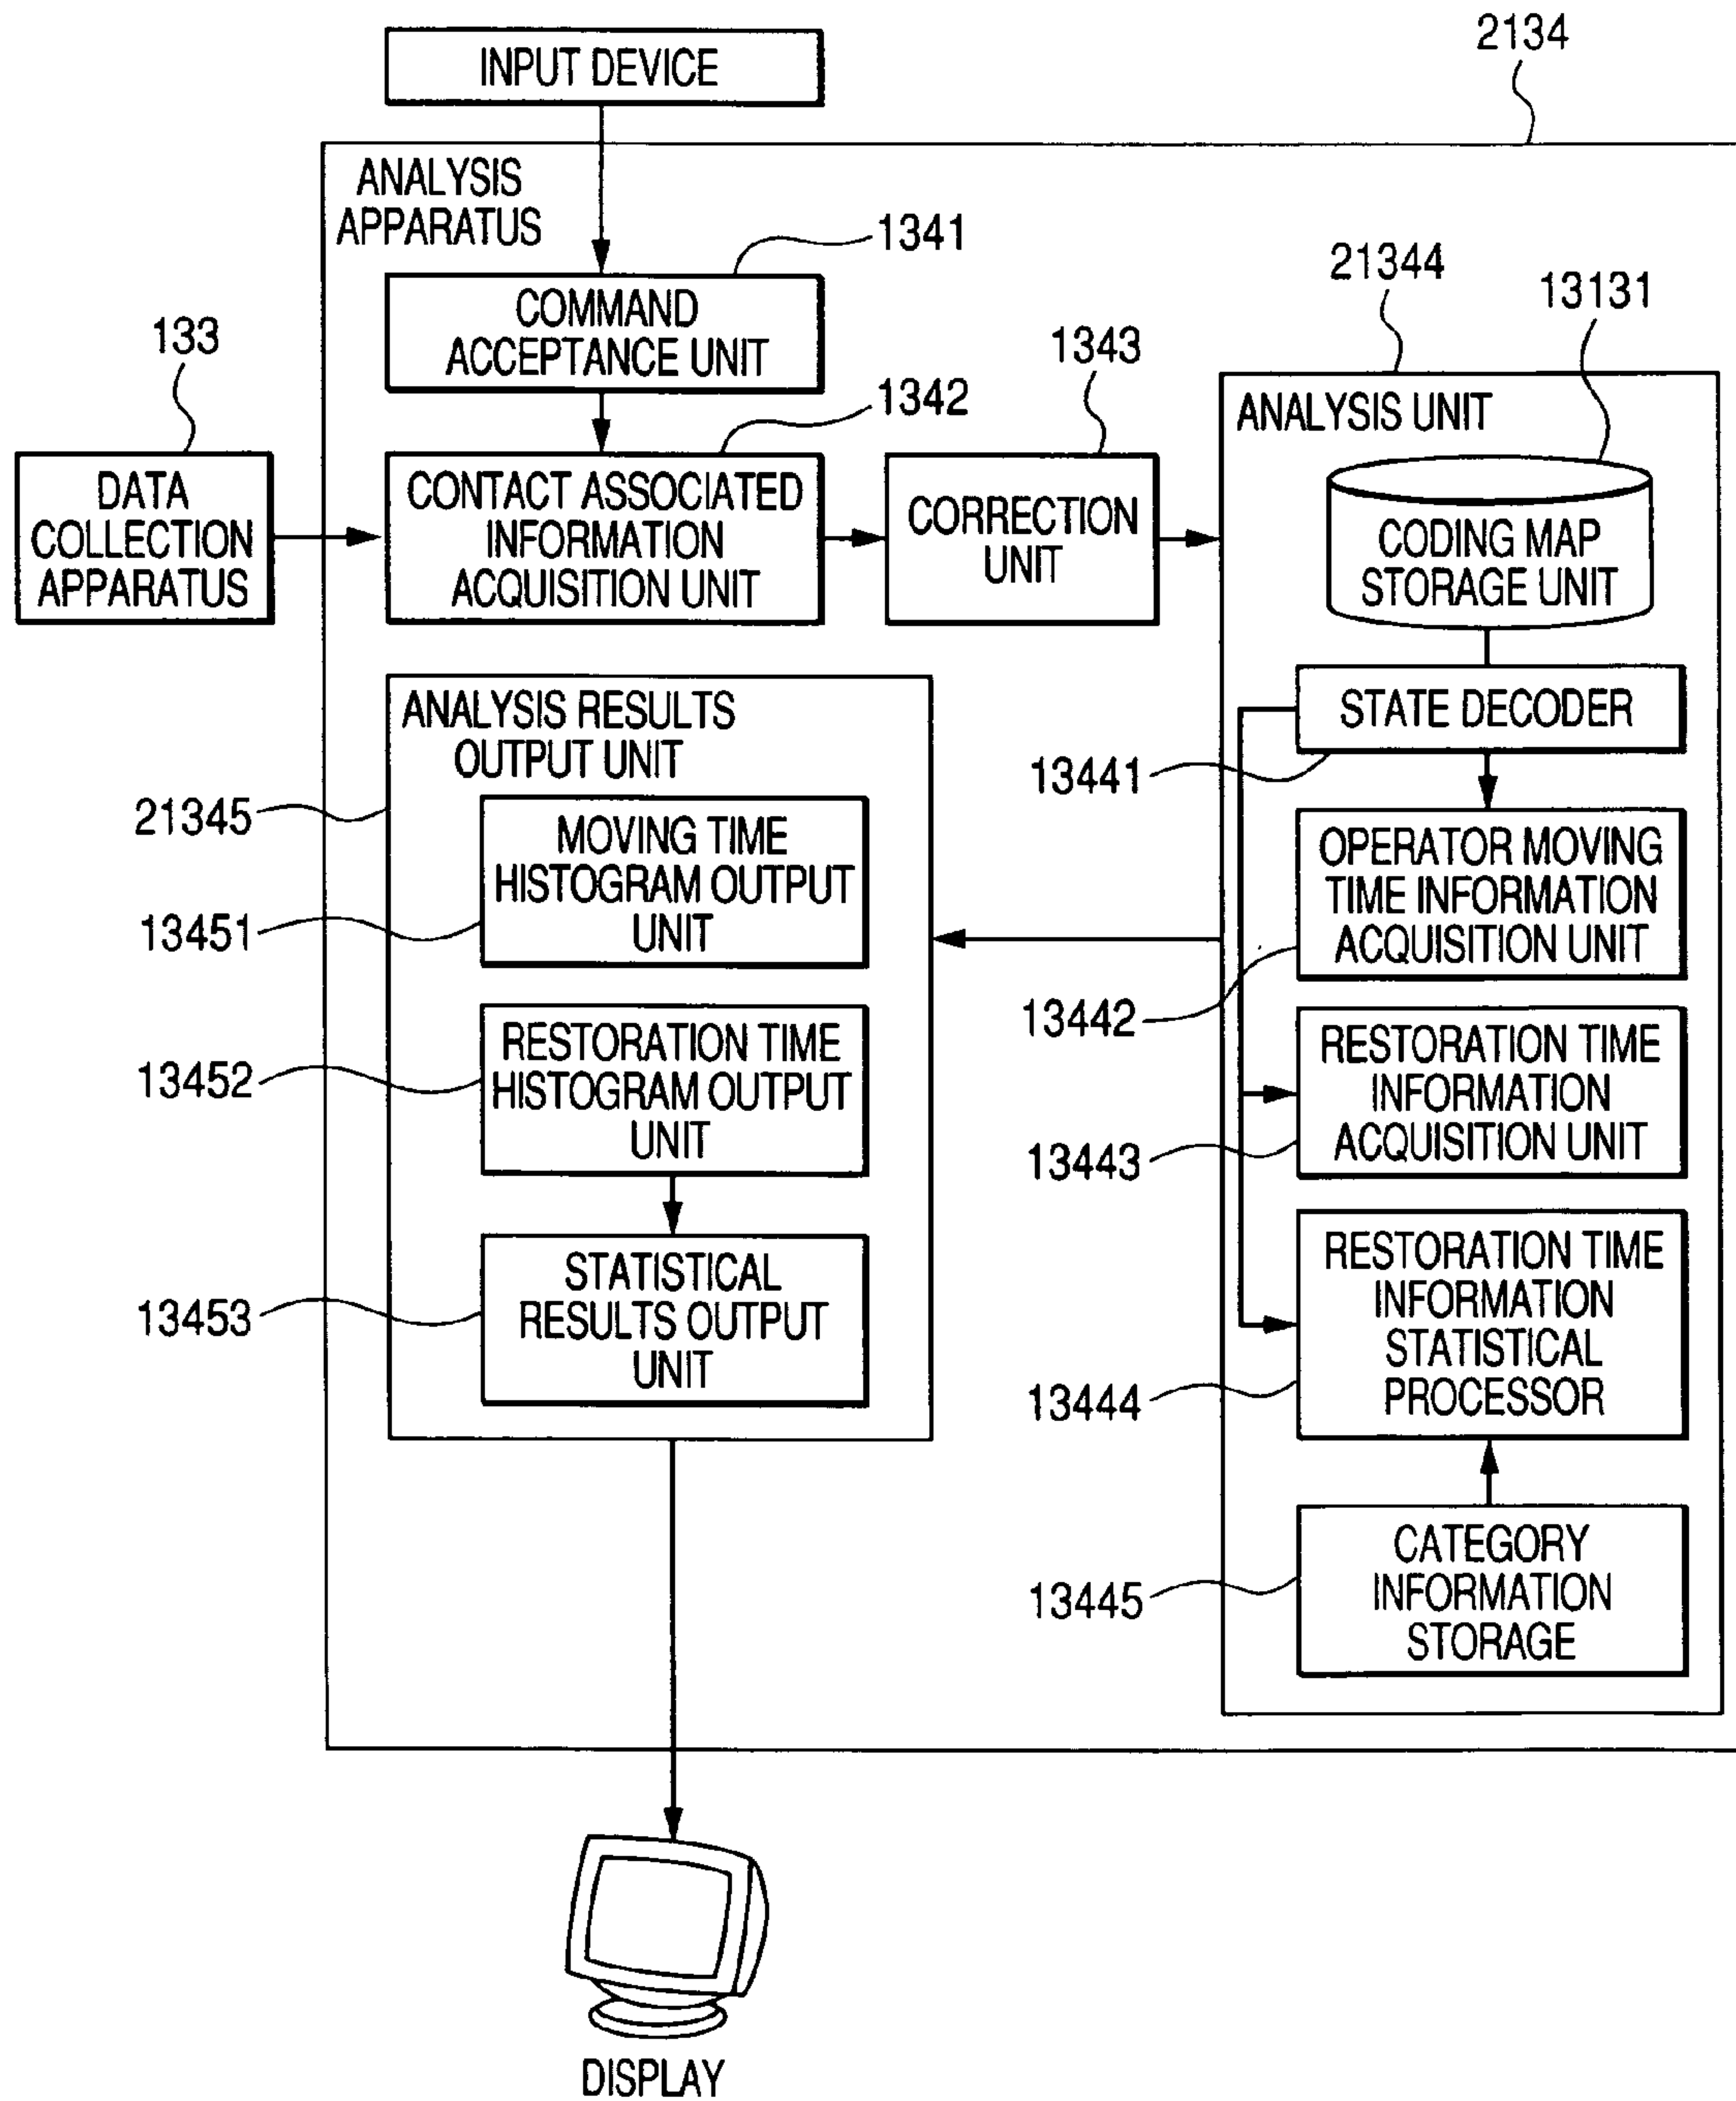 2134
INPUT DEVICE
ANALYSIS
APPARATUS
1341
COMMAND
ACCEPTANCE UNIT
21344
13131
133
1342
1343
ANALYSIS UNIT
DATA
COLLECTION
APPARATUS
CONTACT ASSOCIATED
INFORMATION
ACQUISITION UNIT
CORRECTION
UNIT
CODING MAP
STORAGE UNIT
STATE DECODER
13441
ANALYSIS RESULTS
OUTPUT UNIT
21345
MOVING TIME
HISTOGRAM OUTPUT
UNIT
13451
OPERATOR MOVING
TIME INFORMATION
ACQUISITION UNIT
13442
RESTORATION TIME
HISTOGRAM OUTPUT
UNIT
13452
RESTORATION TIME
INFORMATION
ACQUISITION UNIT
13443
STATISTICAL
RESULTS OUTPUT
UNIT
13453
RESTORATION TIME
INFORMATION
STATISTICAL
PROCESSOR
13444
CATEGORY
INFORMATION
STORAGE
13445
DISPLAY